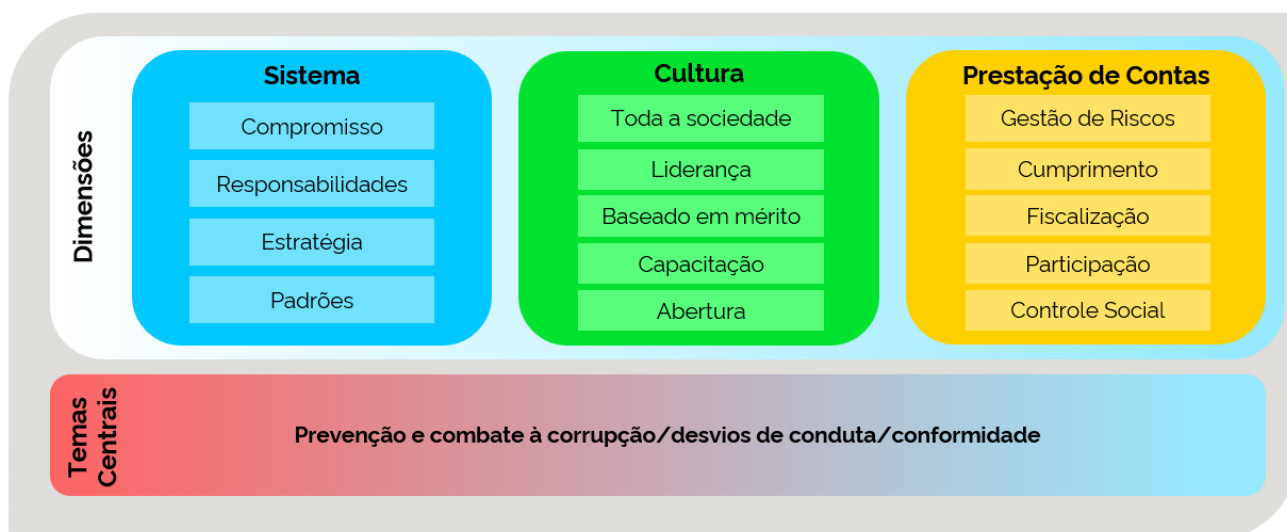 Dimensões
Sistema
Compromisso
Responsabilidades
Estratégia
Padrões
Cultura
Toda a sociedade
Liderança
Baseado em mérito
Capacitação
Abertura
Prestação de Contas
Gestão de Riscos
Cumprimento
Fiscalização
Participação
Controle Social
Temas
Centrais
Prevenção e combate à corrupção/desvios de conduta/conformidade